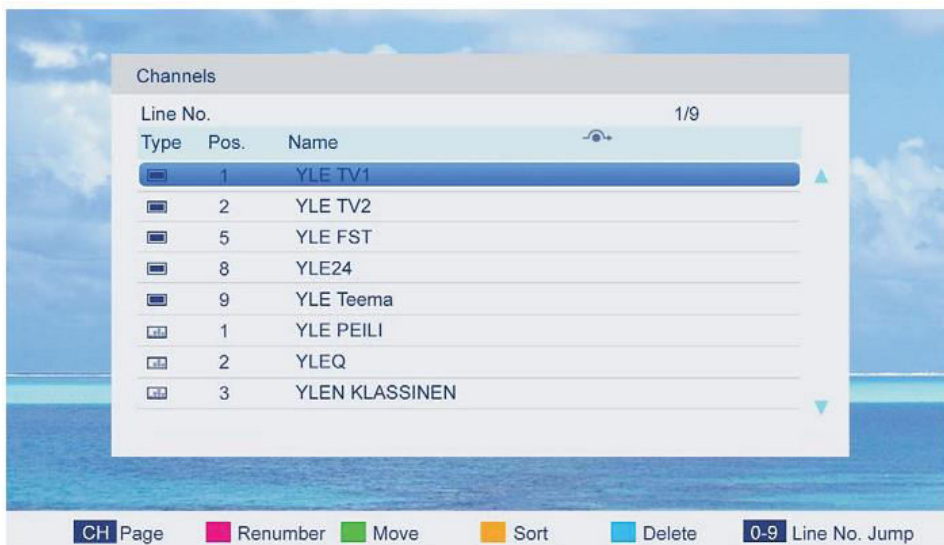 Channels
Line No. 1/9
Type Pos. Name
1 YLE TV1
2 YLE TV2
5 YLE FST
8 YLE24
9 YLE Teema
1 YLE PEILI
2 YLEQ
3 YLEN KLASSINEN
CH Page Renumber Move Sort Delete 0-9 Line No. Jump